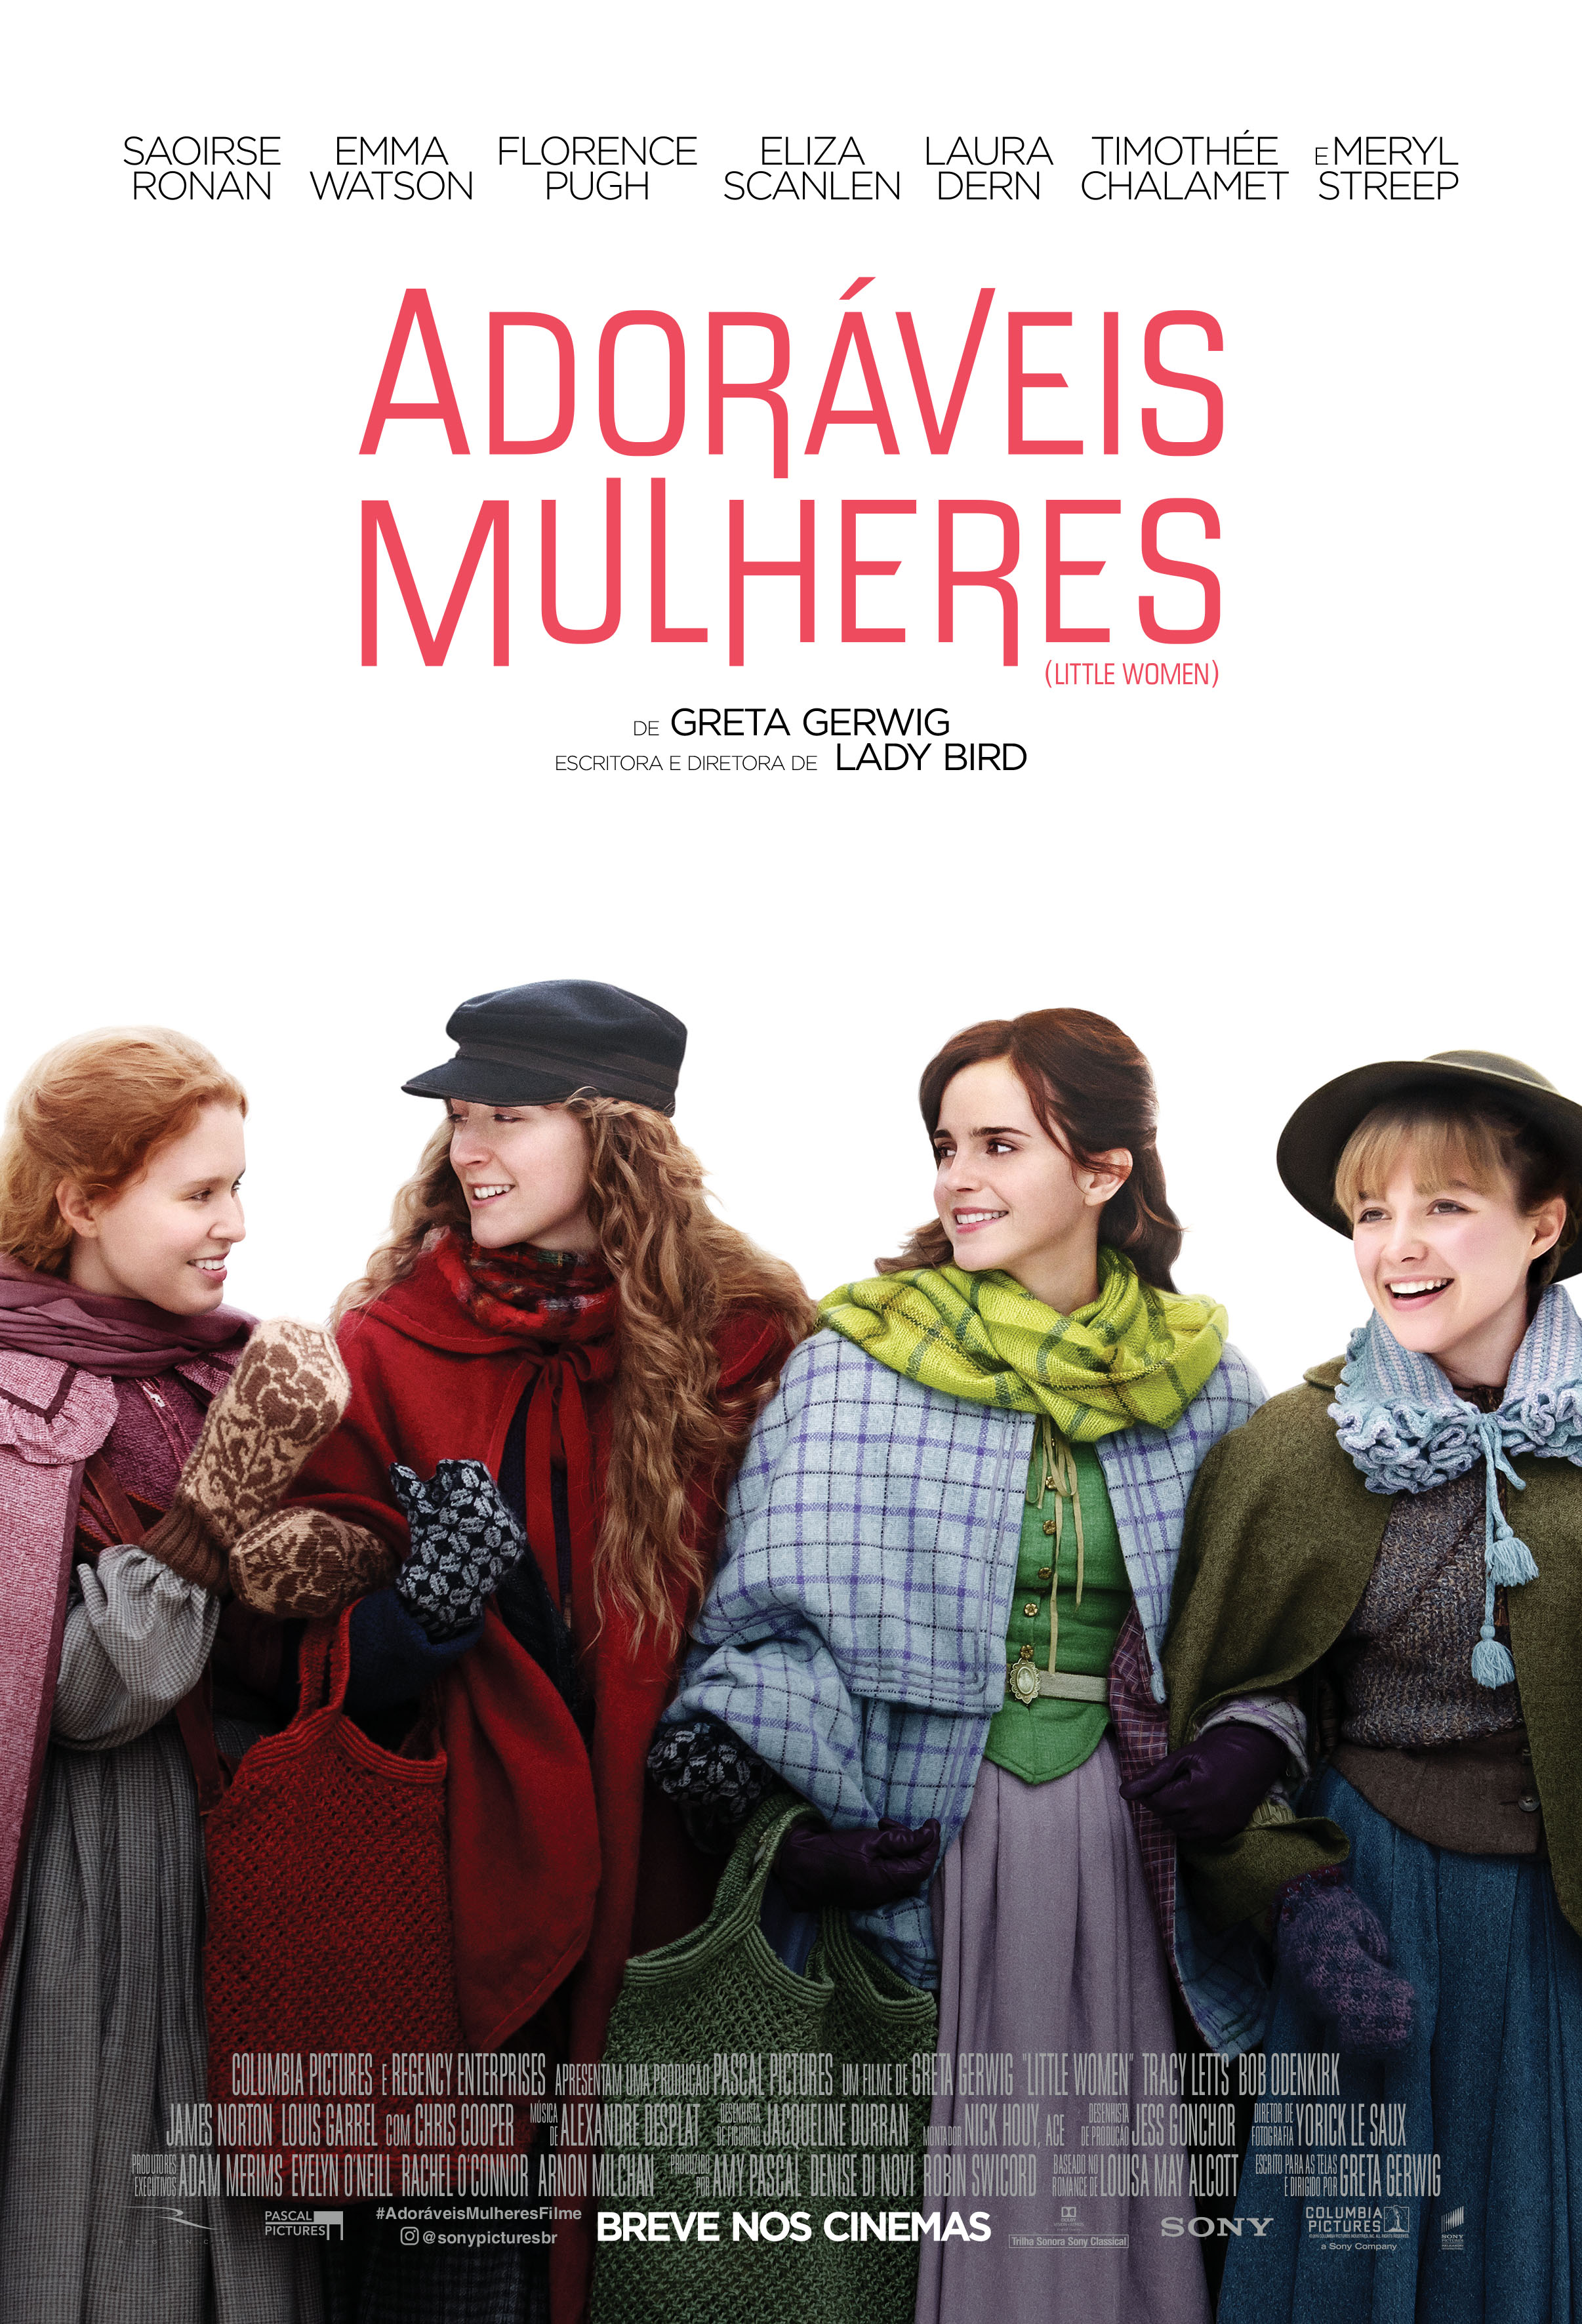 SAOIRSE RONAN EMMA WATSON FLORENCE PUGH ELIZA SCANLEN LAURA DERN TIMOTHÉE CHALAMET E MERYL STREEP
ADORÁVEIS
MULHERES
(LITTLE WOMEN)
DE GRETA GERWIG
ESCRITORA E DIRETORA DE LADY BIRD
COLUMBIA PICTURES E REGENCY ENTERPRISES APRESENTAM UMA PRODUÇÃO PASCAL PICTURES UM FILME DE GRETA GERWIG "LITTLE WOMEN" TRACY LETTS BOB ODENKIRK
JAMES NORTON LOUIS GARREL COM CHRIS COOPER MÚSICA DE ALEXANDRE DESPLAT DESENHISTA DE FIGURINO JACQUELINE DURRAN MONTADOR NICK HOUY, ACE DESENHISTA DE PRODUÇÃO JESS GONCHOR DIRETOR DE FOTOGRAFIA YORICK LE SAUX
PRODUTORES EXECUTIVOS ADAM MERIMS EVELYN O'NEILL RACHEL O'CONNOR ARNON MILCHAN PRODUZIDO POR AMY PASCAL DENISE DI NOVI ROBIN SWICORD BASEADO NO ROMANCE DE LOUISA MAY ALCOTT ESCRITO PARA AS TELAS E DIRIGIDO POR GRETA GERWIG
PASCAL PICTURES
#AdoráveisMulheresFilme
@sonypicturesbr
BREVE NOS CINEMAS
Trilha Sonora Sony Classical
SONY
COLUMBIA PICTURES
a Sony Company